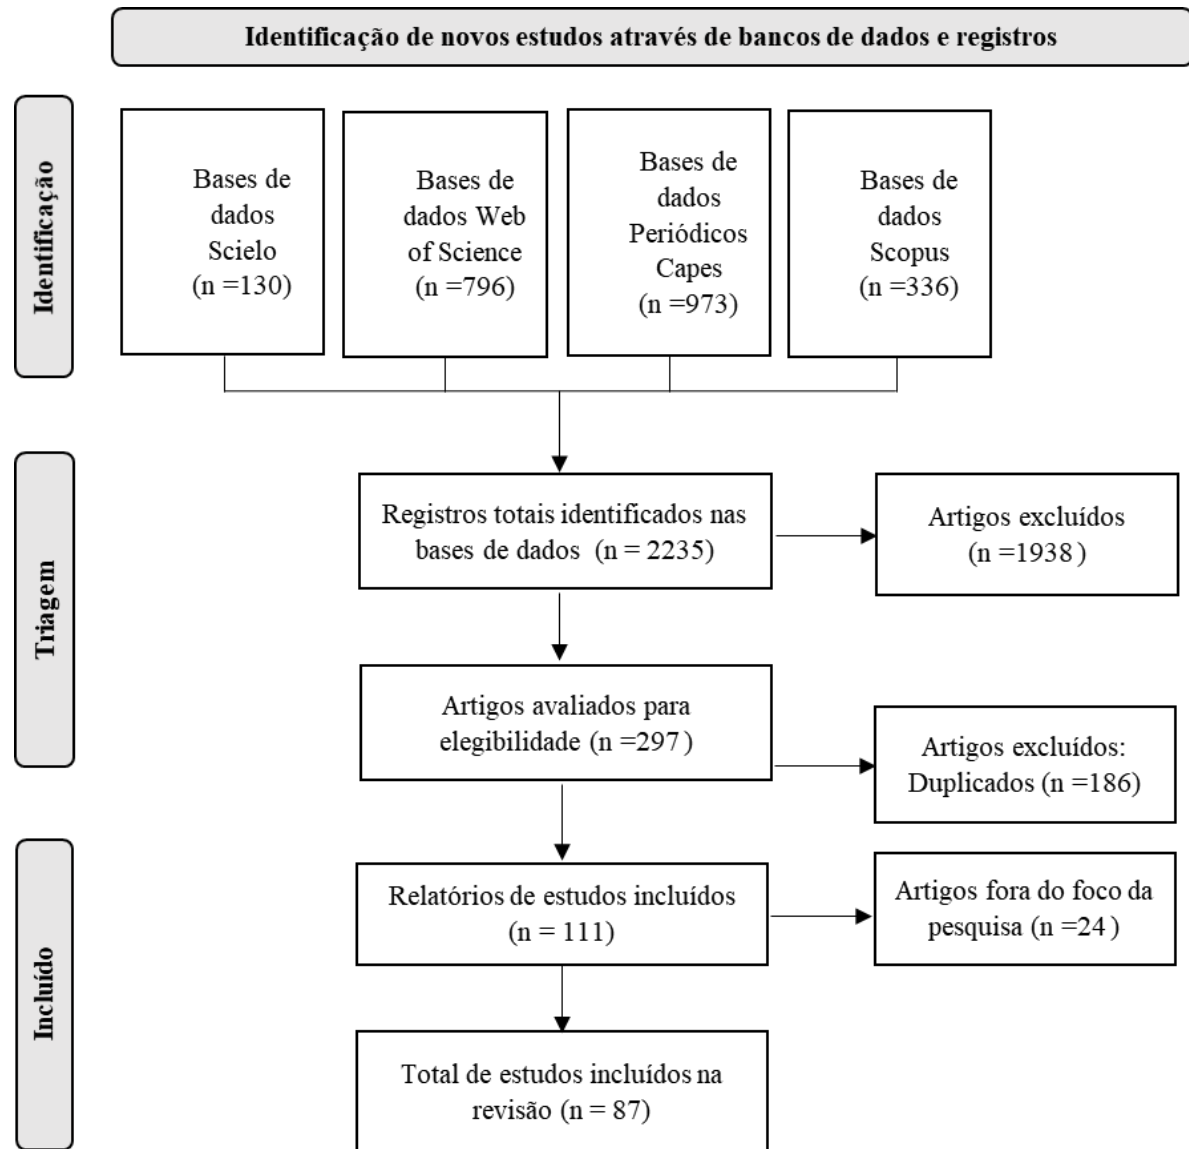 Identificação de novos estudos através de bancos de dados e registros
Identificação
Bases de
dados
Scielo
(n =130)
Bases de
dados Web
of Science
(n =796)
Bases de
dados
Periódicos
Capes
(n =973)
Bases de
dados
Scopus
(n =336)
Triagem
Registros totais identificados nas
bases de dados (n = 2235)
Artigos excluídos
(n =1938 )
Artigos avaliados para
elegibilidade (n =297 )
Artigos excluídos:
Duplicados (n =186)
Incluído
Relatórios de estudos incluídos
(n = 111)
Artigos fora do foco da
pesquisa (n =24 )
Total de estudos incluídos na
revisão (n = 87)